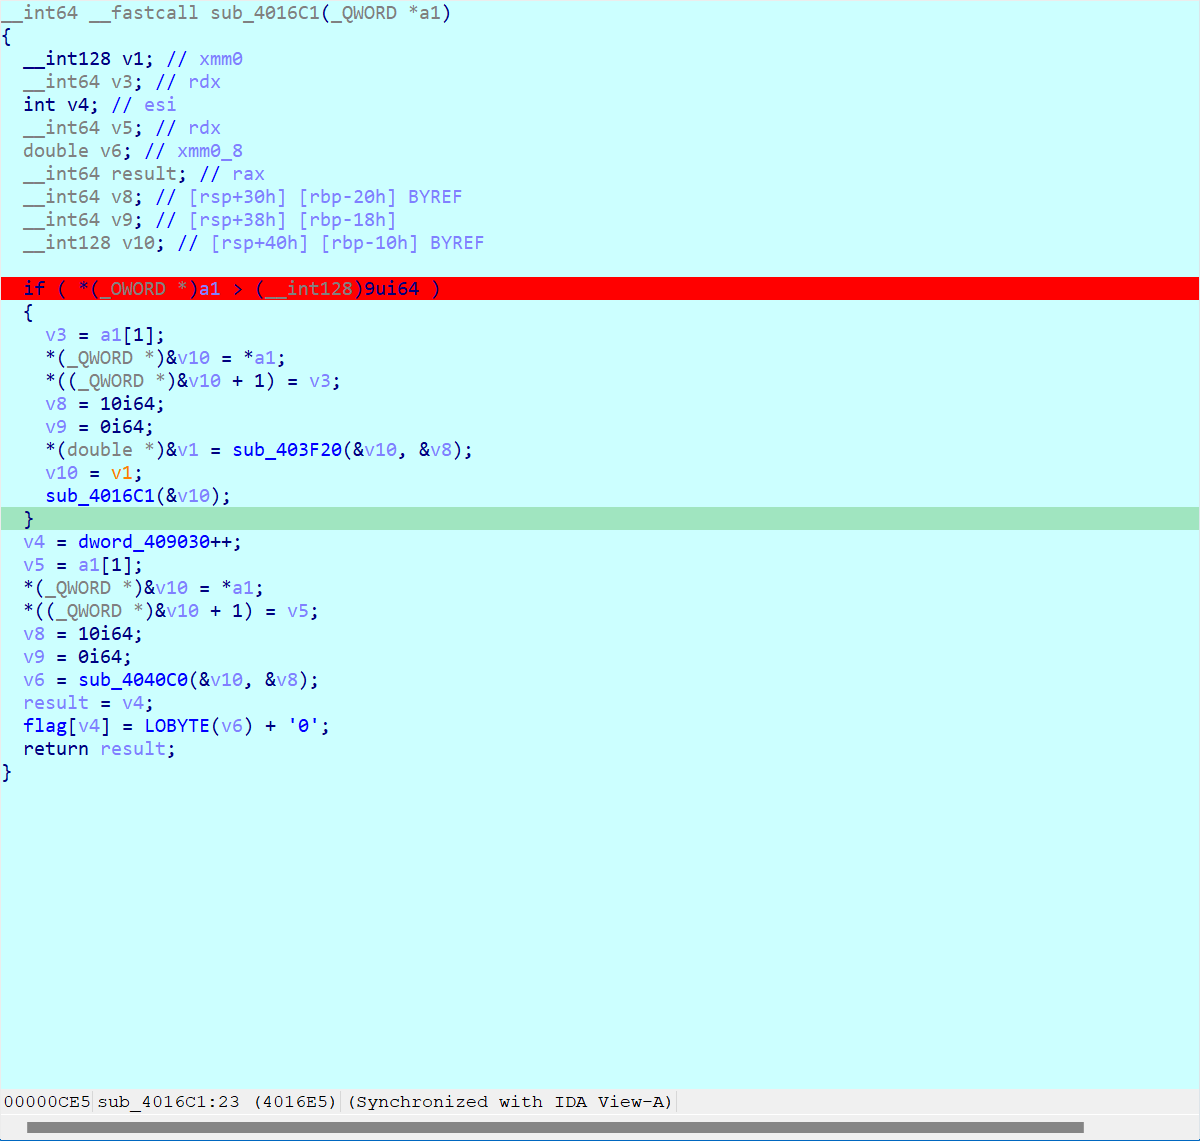 __int64 __fastcall sub_4016C1(_QWORD *a1)
{
  __int128 v1; // xmm0
  __int64 v3; // rdx
  int v4; // esi
  __int64 v5; // rdx
  double v6; // xmm0_8
  __int64 result; // rax
  __int64 v8; // [rsp+30h] [rbp-20h] BYREF
  __int64 v9; // [rsp+38h] [rbp-18h]
  __int128 v10; // [rsp+40h] [rbp-10h] BYREF
  if ( *(_OWORD *)a1 > (__int128)9ui64 )
  {
    v3 = a1[1];
    *(_QWORD *)&v10 = *a1;
    *((_QWORD *)&v10 + 1) = v3;
    v8 = 10i64;
    v9 = 0i64;
    *(double *)&v1 = sub_403F20(&v10, &v8);
    v10 = v1;
    sub_4016C1(&v10);
  }
  v4 = dword_409030++;
  v5 = a1[1];
  *(_QWORD *)&v10 = *a1;
  *((_QWORD *)&v10 + 1) = v5;
  v8 = 10i64;
  v9 = 0i64;
  v6 = sub_4040C0(&v10, &v8);
  result = v4;
  flag[v4] = LOBYTE(v6) + '0';
  return result;
}
00000CE5 sub_4016C1:23 (4016E5) (Synchronized with IDA View-A)